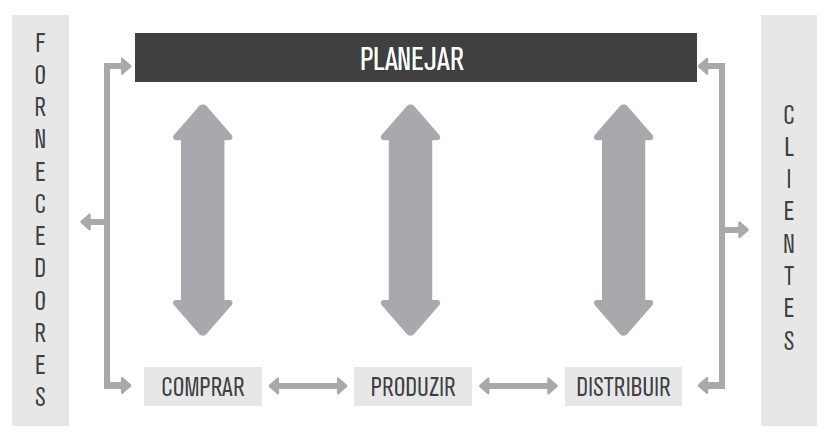 FORNECEDORES
PLANEJAR
COMPRAR
PRODUZIR
DISTRIBUIR
CLIENTES